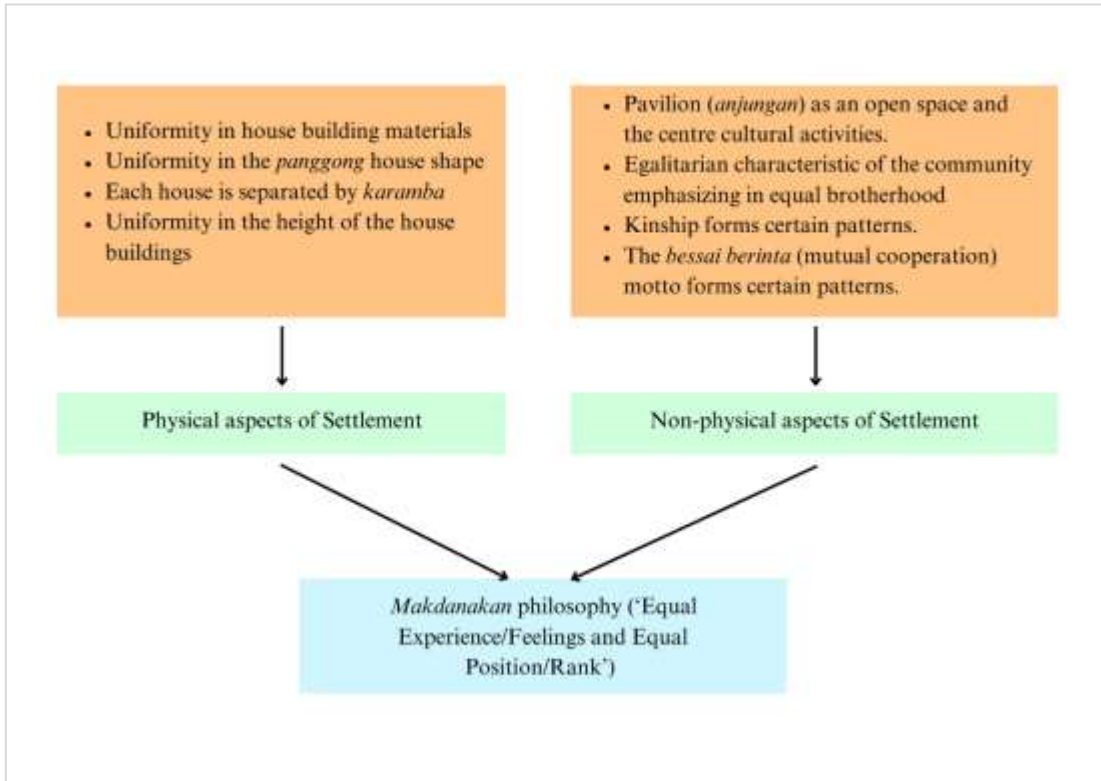 • Uniformity in house building materials
• Uniformity in the panggong house shape
• Each house is separated by karamba
• Uniformity in the height of the house
buildings
• Pavilion (anjungan) as an open space and
the centre cultural activities.
• Egalitarian characteristic of the community
emphasizing in equal brotherhood
• Kinship forms certain patterns.
• The bessai berinta (mutual cooperation)
motto forms certain patterns.
Physical aspects of Settlement
Non-physical aspects of Settlement
Makdanakan philosophy (‘Equal
Experience/Feelings and Equal
Position/Rank’)